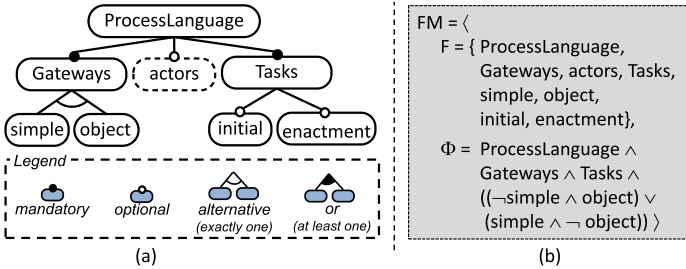 ProcessLanguage
Gateways
actors
Tasks
simple
object
initial
enactment
Legend
mandatory
optional
alternative
(exactly one)
or
(at least one)
(a)
FM = ⟨
F = { ProcessLanguage,
Gateways, actors, Tasks,
simple, object,
initial, enactment},
Φ = ProcessLanguage ∧
Gateways ∧ Tasks ∧
((¬simple ∧ object) ∨
(simple ∧ ¬ object)) ⟩
(b)